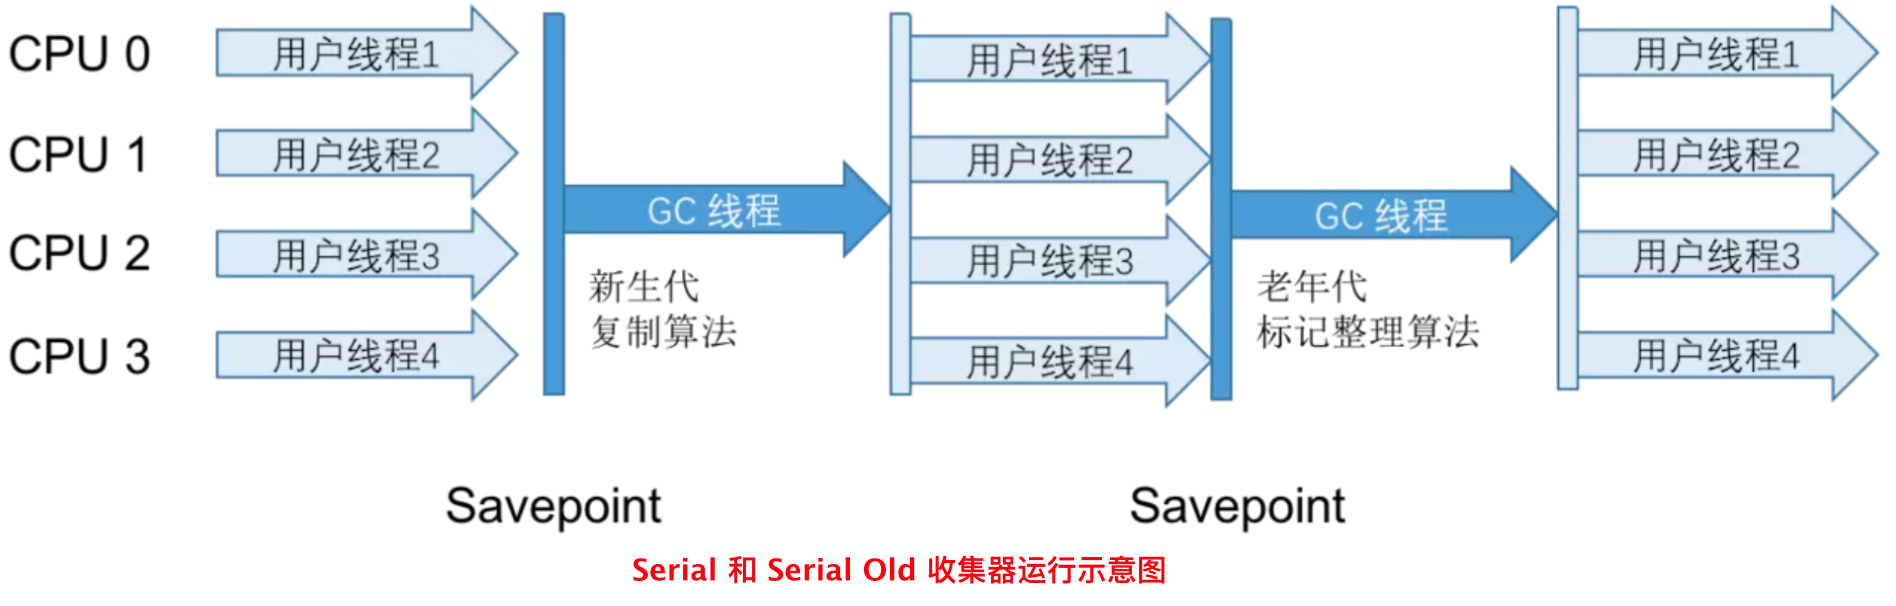 CPU 0
用户线程1
用户线程1
用户线程1
CPU 1
用户线程2
用户线程2
用户线程2
GC 线程
GC 线程
CPU 2
用户线程3
用户线程3
用户线程3
新生代
复制算法
老年代
标记整理算法
CPU 3
用户线程4
用户线程4
用户线程4
Savepoint
Savepoint
Serial 和 Serial Old 收集器运行示意图